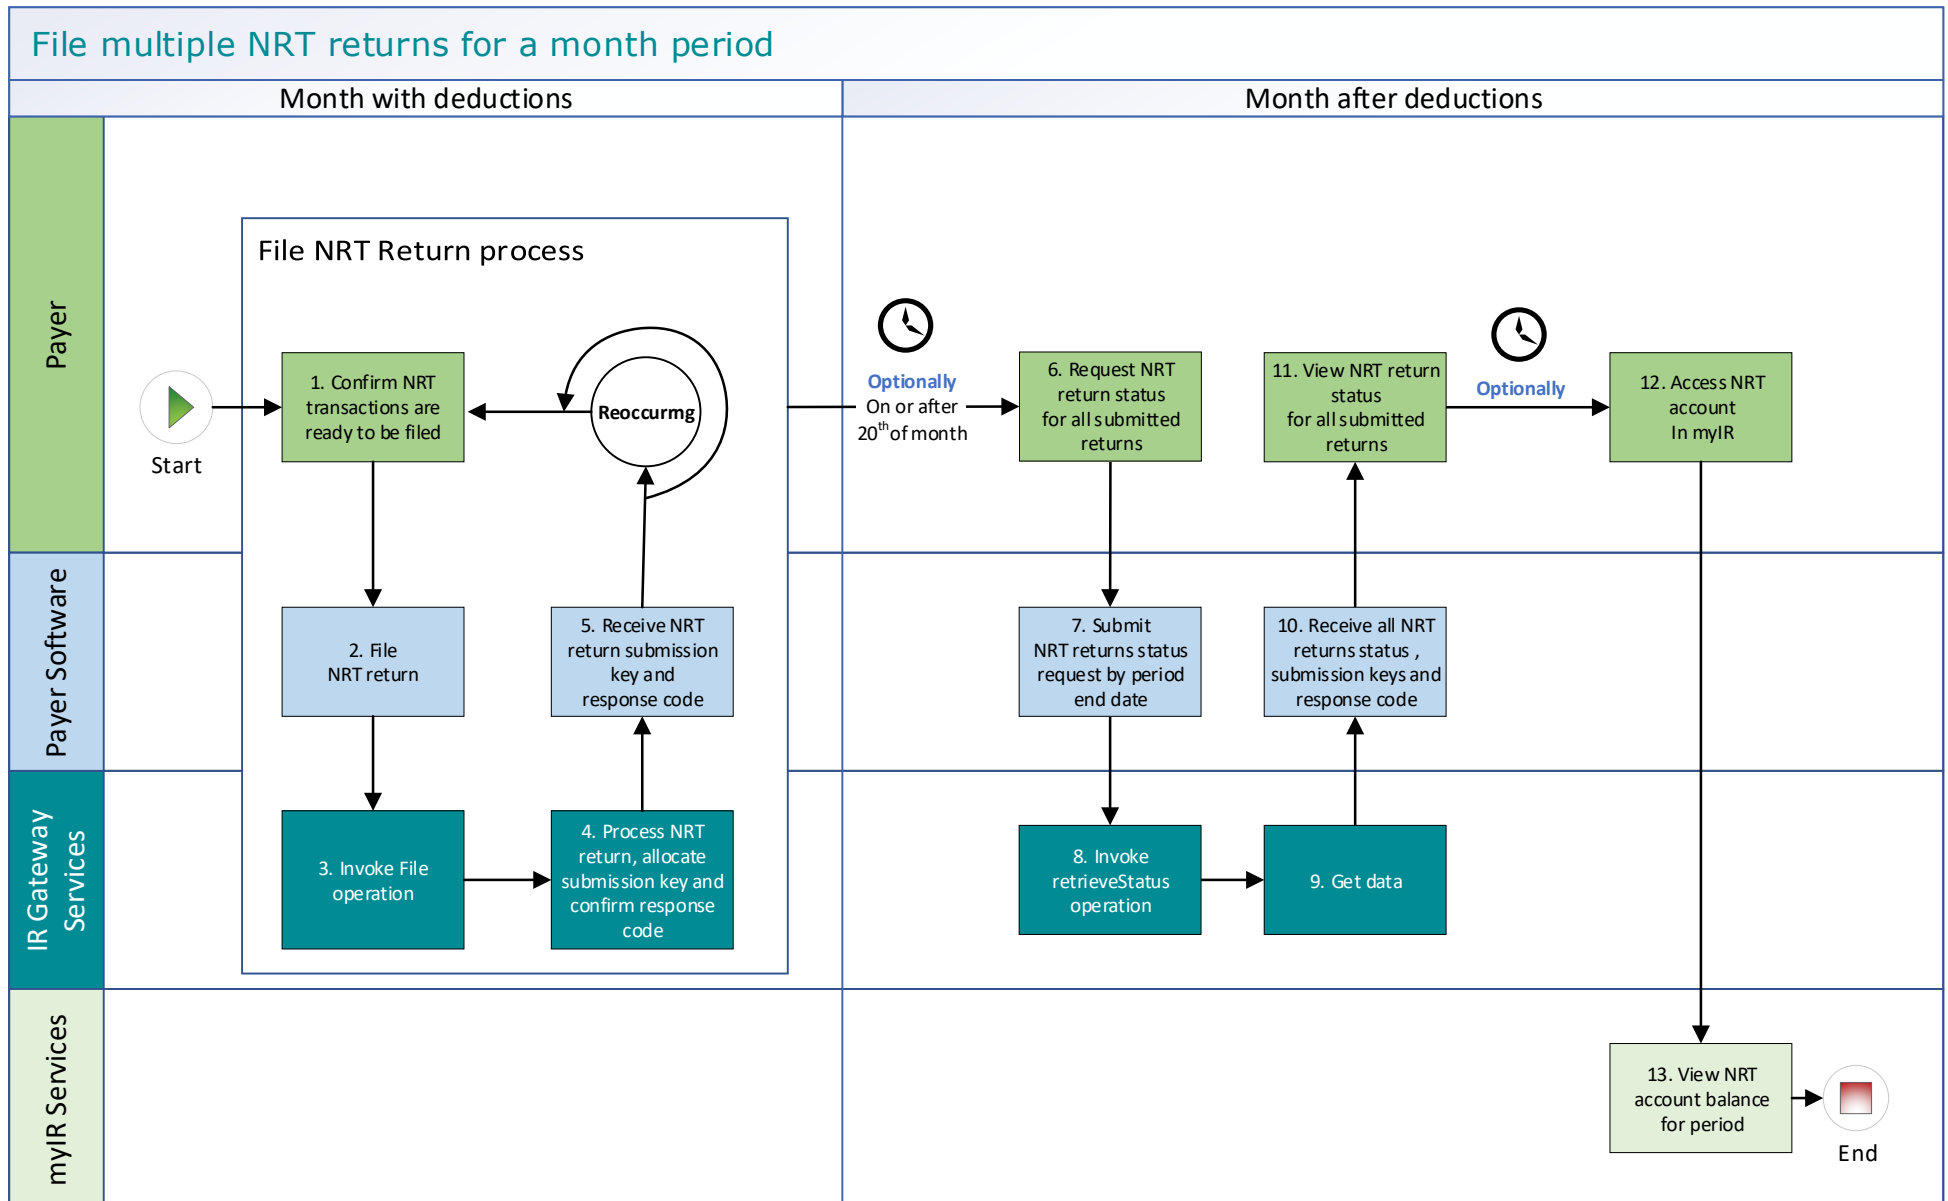 File multiple NRT returns for a month period
Month with deductions
Month after deductions
Payer
File NRT Return process
Start
1. Confirm NRT
transactions are
ready to be filed
Reoccurmg
Optionally
On or after
20th of month
6. Request NRT
return status
for all submitted
returns
11. View NRT return
status
for all submitted
returns
Optionally
12. Access NRT
account
In myIR
Payer Software
2. File
NRT return
5. Receive NRT
return submission
key and
response code
7. Submit
NRT returns status
request by period
end date
10. Receive all NRT
returns status ,
submission keys and
response code
IR Gateway
Services
3. Invoke File
operation
4. Process NRT
return, allocate
submission key and
confirm response
code
8. Invoke
retrieveStatus
operation
9. Get data
myIR Services
13. View NRT
account balance
for period
End